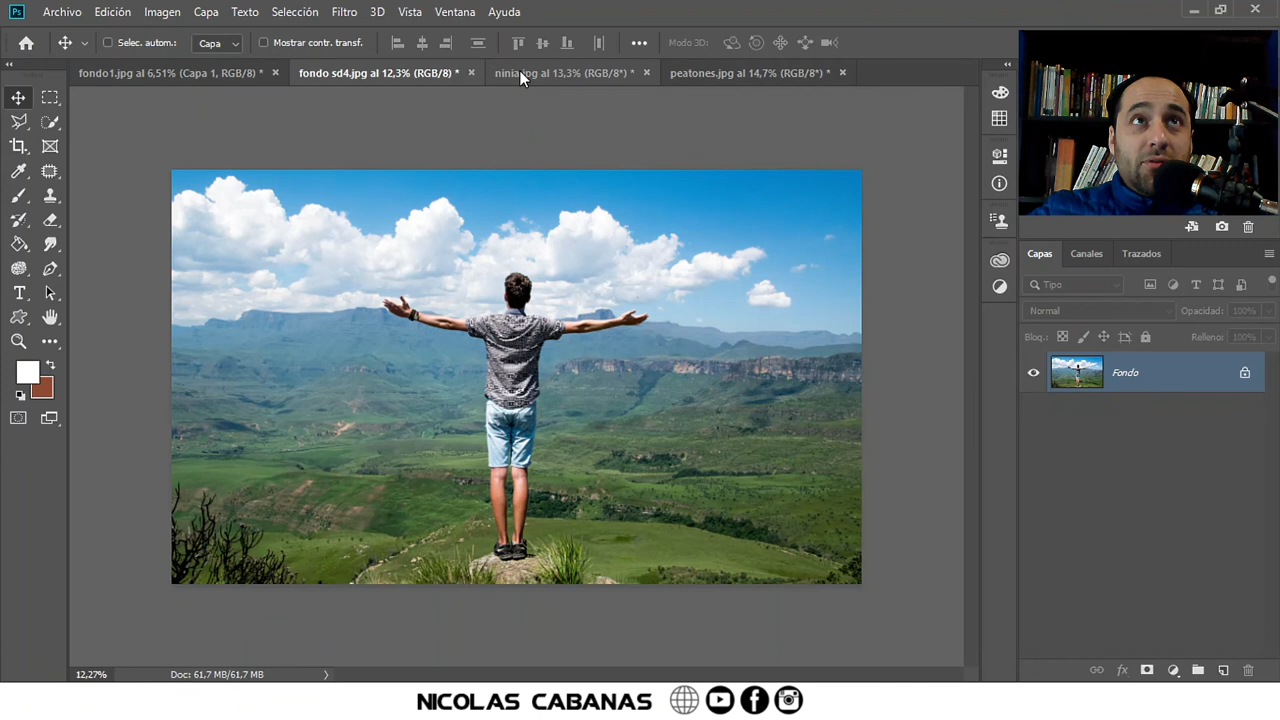 Ps Archivo Edición Imagen Capa Texto Selección Filtro 3D Vista Ventana Ayuda
Selec. autom.: Capa Mostrar contr. transf. Modo 3D:
fondo1.jpg al 6,51% (Capa 1, RGB/8) * fondo sd4.jpg al 12,3% (RGB/8) * al 13,3% (RGB/8*) * peatones.jpg al 14,7% (RGB/8*) *
Capas Canales Trazados
Tipo
Normal Opacidad: 100%
Bloq.: Relleno: 100%
Fondo
12,27% Doc: 61,7 MB/61,7 MB
NICOLAS CABANAS